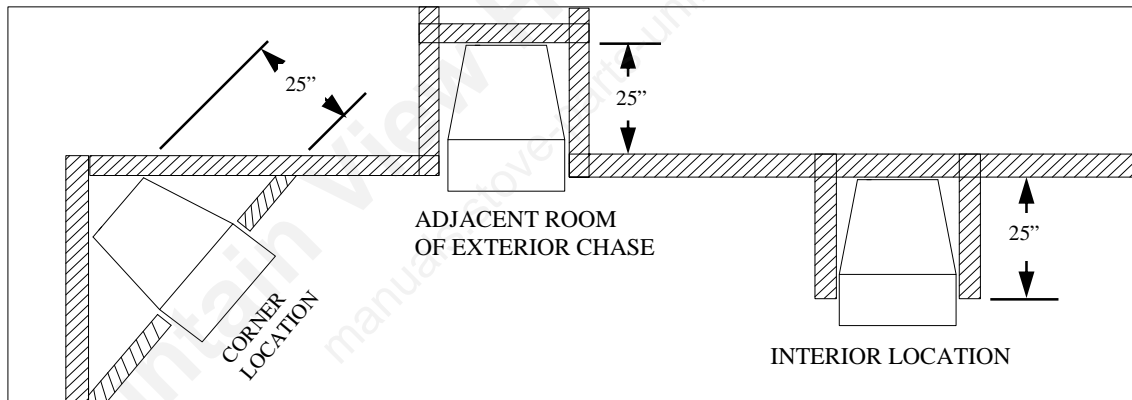 25”
25”
ADJACENT ROOM
OF EXTERIOR CHASE
25”
CORNER
LOCATION
INTERIOR LOCATION